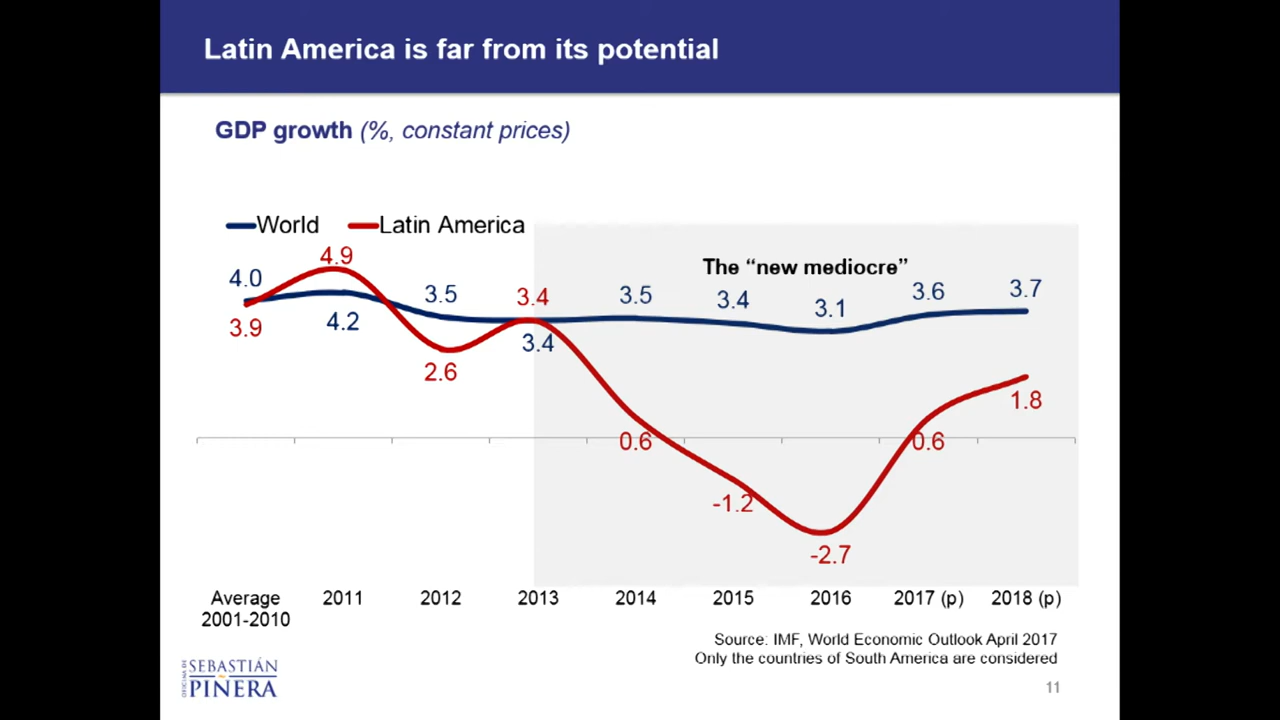 Latin America is far from its potential
GDP growth (%, constant prices)
World Latin America
The “new mediocre”
4.0 4.9 3.5 3.4 3.5 3.4 3.1 3.6 3.7
3.9 4.2 2.6 3.4 0.6 -1.2 -2.7 0.6 1.8
Average 2011 2012 2013 2014 2015 2016 2017 (p) 2018 (p)
2001-2010
Source: IMF, World Economic Outlook April 2017
Only the countries of South America are considered
OFICINA DE
SEBASTIÁN
PIÑERA
11